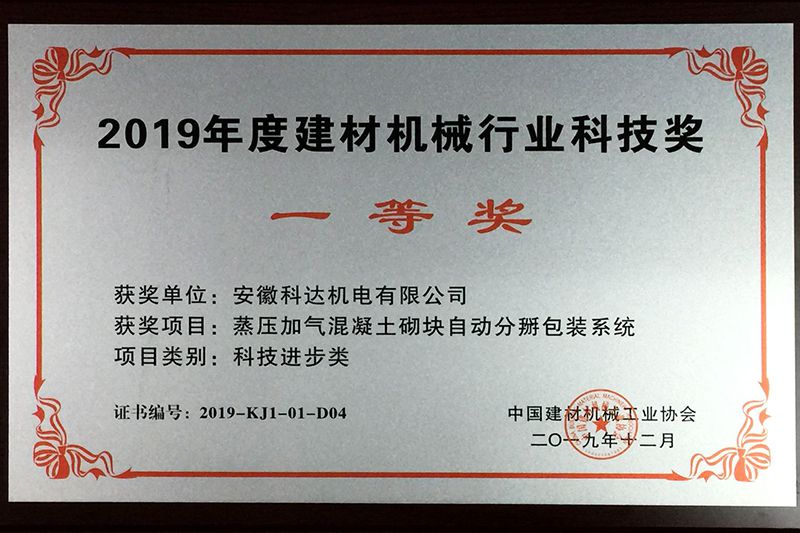 2019年度建材机械行业科技奖
一等奖
获奖单位：安徽科达机电有限公司
获奖项目：蒸压加气混凝土砌块自动分掰包装系统
项目类别：科技进步类
证书编号：2019-KJ1-01-D04
中国建材机械工业协会
二〇一九年十二月